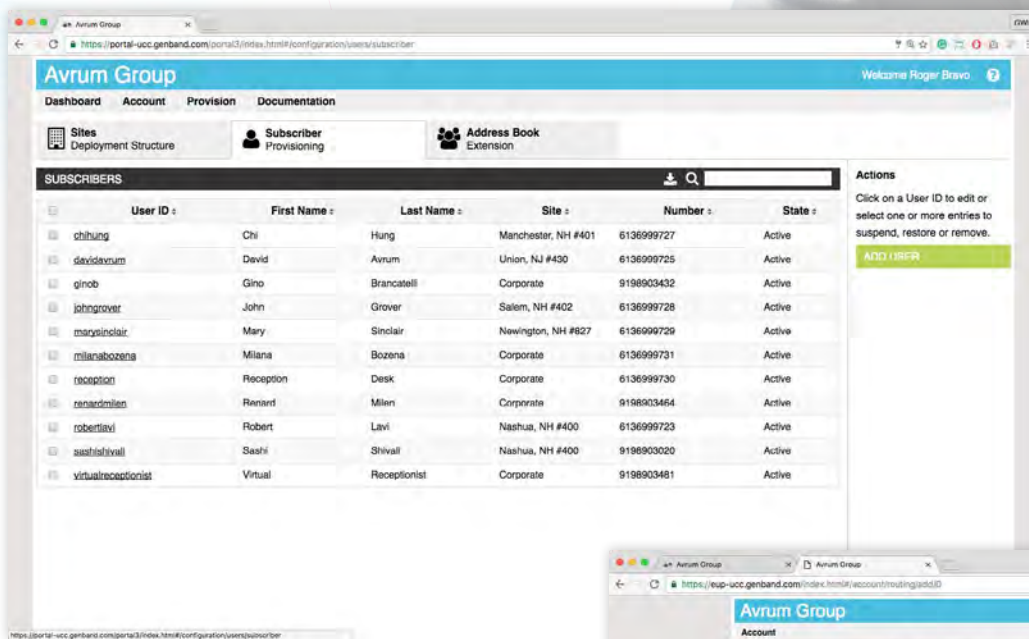 Avrum Group
https://portal-ucc.genband.com/portal3/index.html#/configuration/users/subscriber
Avrum Group
Welcome Roger Bravo
Dashboard Account Provision Documentation
Sites
Deployment Structure
Subscriber
Provisioning
Address Book
Extension
SUBSCRIBERS
User ID First Name Last Name Site Number State
chihung Chi Hung Manchester, NH #401 6136999727 Active
davidavrum David Avrum Union, NJ #430 6136999725 Active
ginob Gino Brancatelli Corporate 9198903432 Active
johngrover John Grover Salem, NH #402 6136999728 Active
marysinclair Mary Sinclair Newington, NH #827 6136999729 Active
milanabozena Milana Bozena Corporate 6136999731 Active
reception Reception Desk Corporate 6136999730 Active
renardmilen Renard Milen Corporate 9198903464 Active
robertlavi Robert Lavi Nashua, NH #400 6136999723 Active
sashishivall Sashi Shivall Nashua, NH #400 9198903020 Active
virtualreceptionist Virtual Receptionist Corporate 9198903481 Active
Actions
Click on a User ID to edit or
select one or more entries to
suspend, restore or remove.
ADD USER
https://portal-ucc.genband.com/portal3/index.html#/configuration/users/subscriber
Avrum Group Avrum Group
https://eup-ucc.genband.com/index.html#/account/routing/addJD
Avrum Group
Account